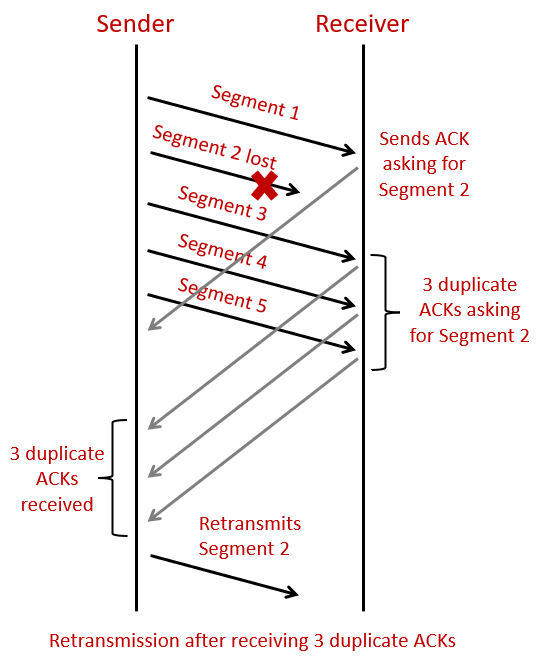 Sender
Receiver
Segment 1
Segment 2 lost
Sends ACK
asking for
Segment 2
Segment 3
Segment 4
Segment 5
3 duplicate
ACKs asking
for Segment 2
3 duplicate
ACKs
received
Retransmits
Segment 2
Retransmission after receiving 3 duplicate ACKs